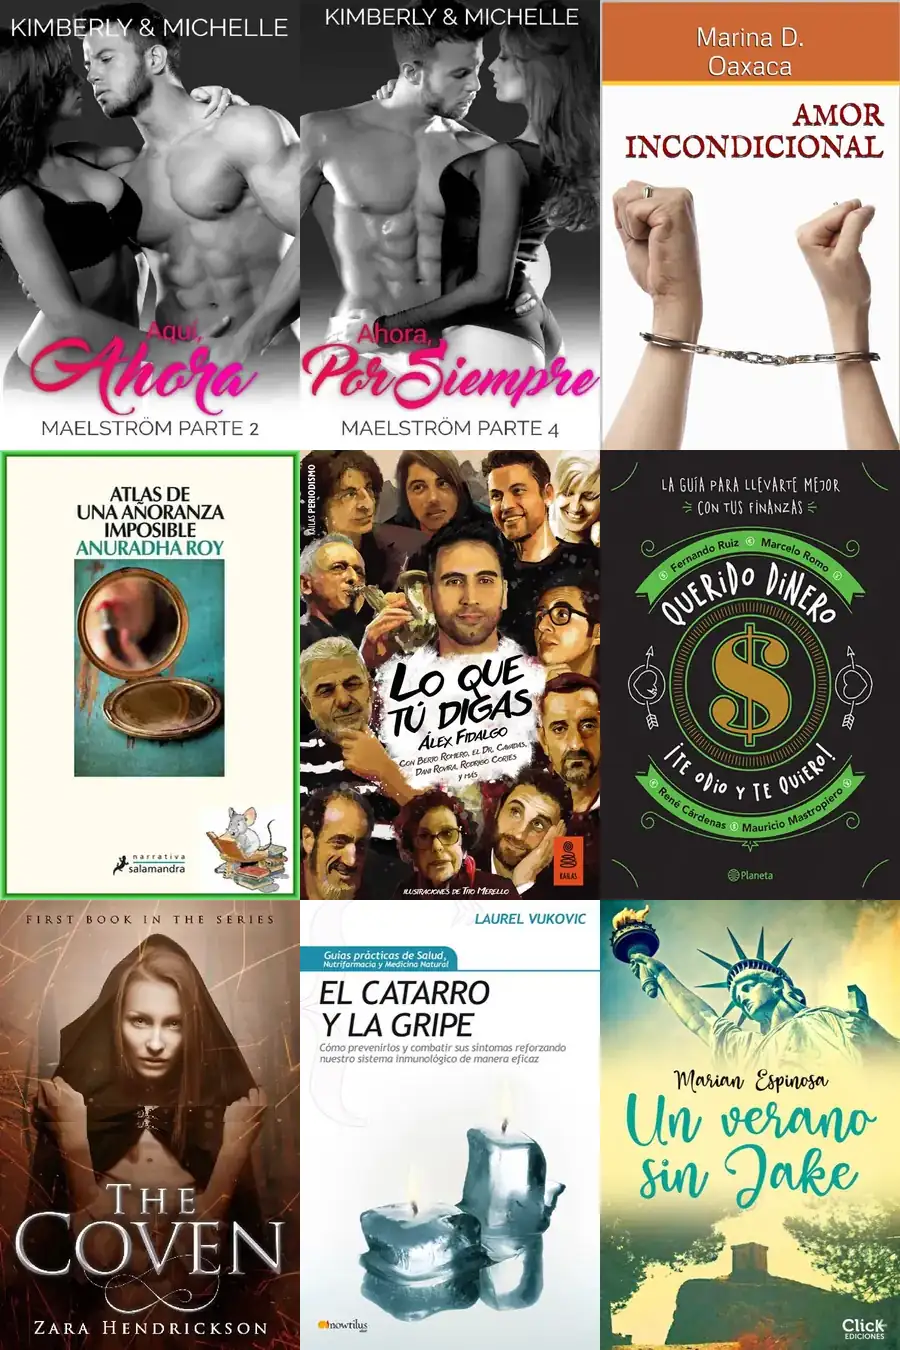 KIMBERLY & MICHELLE
Aquí,
Ahora
MAELSTRÖM PARTE 2
KIMBERLY & MICHELLE
Ahora,
Por Siempre
MAELSTRÖM PARTE 4
Marina D.
Oaxaca
AMOR
INCONDICIONAL
ATLAS DE
UNA AÑORANZA
IMPOSIBLE
ANURADHA ROY
narrativa
salamandra
KAILAS PERIODISMO
LO QUE
TÚ DIGAS
ÁLEX FIDALGO
CON BERTO ROMERO, EL DR. CAVADAS,
DANI ROVIRA, RODRIGO CORTÉS
Y MÁS
ILUSTRACIONES DE TITO MERELLO
KAILAS
LA GUÍA PARA LLEVARTE MEJOR
CON TUS FINANZAS
Fernando Ruiz $ Marcelo Romo
QUERIDO DINERO
$
¡TE ODIO Y TE QUIERO!
René Cárdenas $ Mauricio Mastropiero
Planeta
FIRST BOOK IN THE SERIES
THE
COVEN
ZARA HENDRICKSON
LAUREL VUKOVIC
Guías prácticas de Salud,
Nutrifarmacia y Medicina Natural
EL CATARRO
Y LA GRIPE
Cómo prevenirlos y combatir sus síntomas reforzando
nuestro sistema inmunológico de manera eficaz
nowtilus
Marian Espinosa
Un verano
sin Jake
Click
EDICIONES